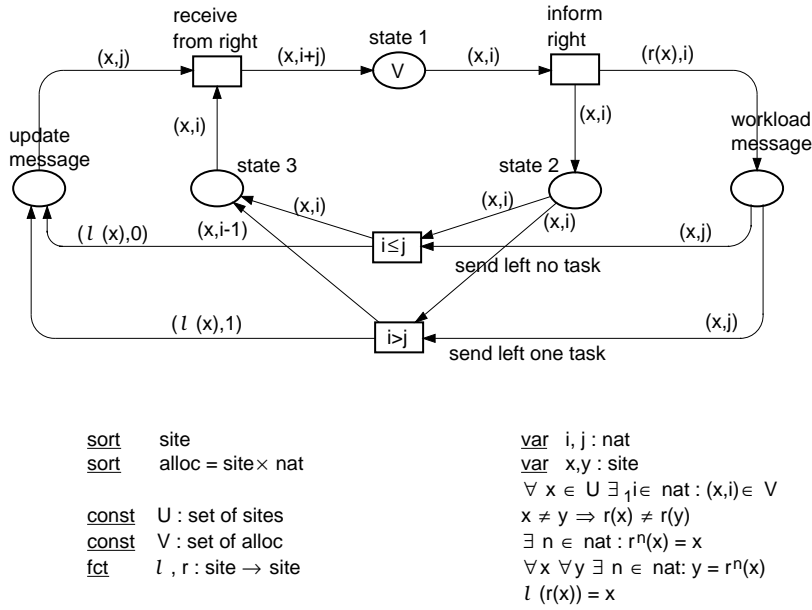 receive
from right
state 1
inform
right
(x,j)
(x,i+j)
V
(x,i)
(r(x),i)
update
message
(x,i)
(x,i)
workload
message
state 3
state 2
(x,i)
(x,i)
(l (x),0)
(x,i-1)
i≤j
(x,i)
(x,j)
send left no task
(l (x),1)
i>j
(x,j)
send left one task
sort site
sort alloc = site× nat
const U : set of sites
const V : set of alloc
fct l , r : site → site
var i, j : nat
var x,y : site
∀ x ∈ U ∃₁i∈ nat : (x,i)∈ V
x ≠ y ⇒ r(x) ≠ r(y)
∃ n ∈ nat : rⁿ(x) = x
∀x ∀y ∃ n ∈ nat: y = rⁿ(x)
l (r(x)) = x